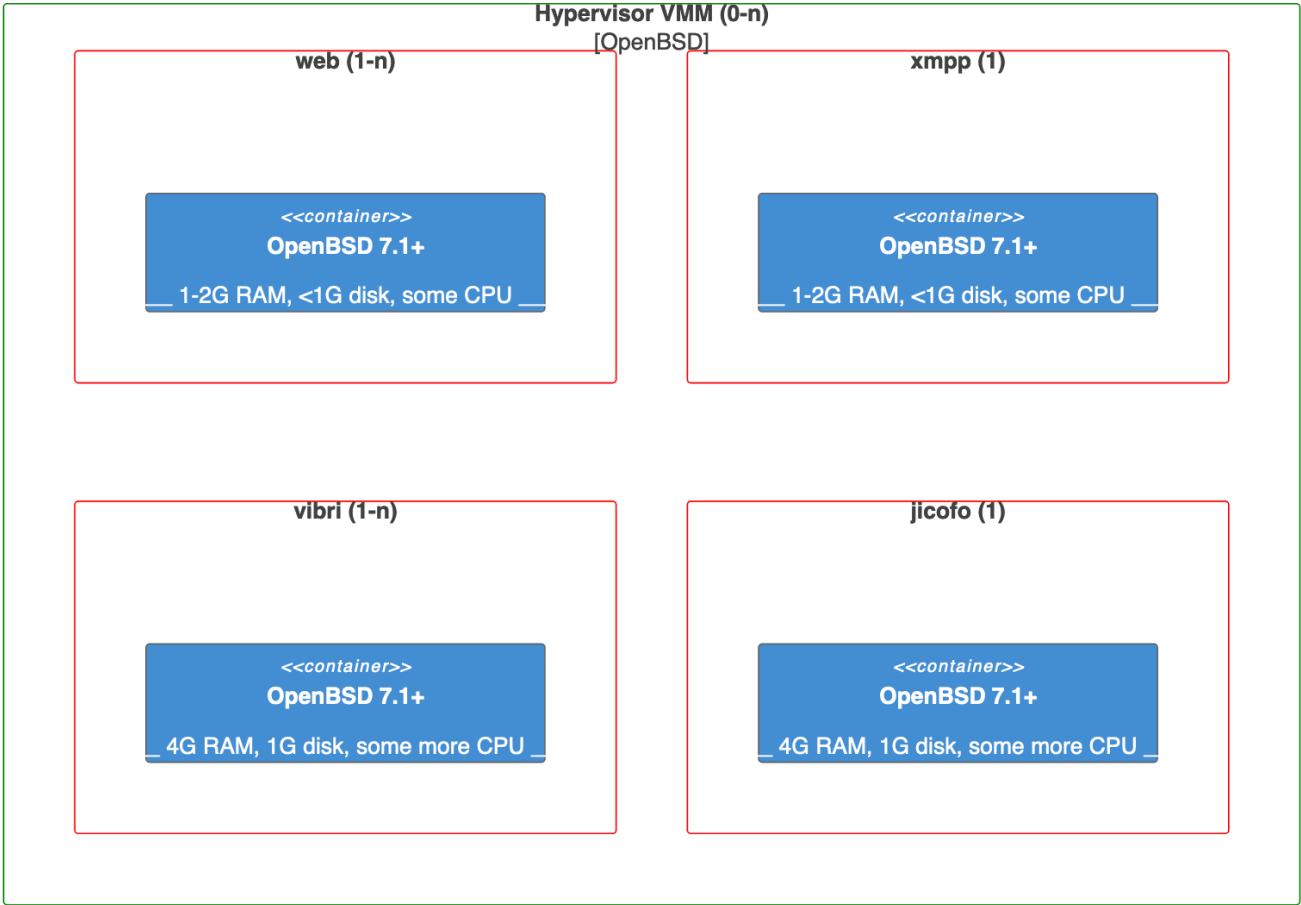 Hypervisor VMM (0-n)
[OpenBSD]
web (1-n)
<<container>>
OpenBSD 7.1+
__ 1-2G RAM, <1G disk, some CPU __
xmpp (1)
<<container>>
OpenBSD 7.1+
__ 1-2G RAM, <1G disk, some CPU __
vibri (1-n)
<<container>>
OpenBSD 7.1+
_ 4G RAM, 1G disk, some more CPU _
jicofo (1)
<<container>>
OpenBSD 7.1+
_ 4G RAM, 1G disk, some more CPU _